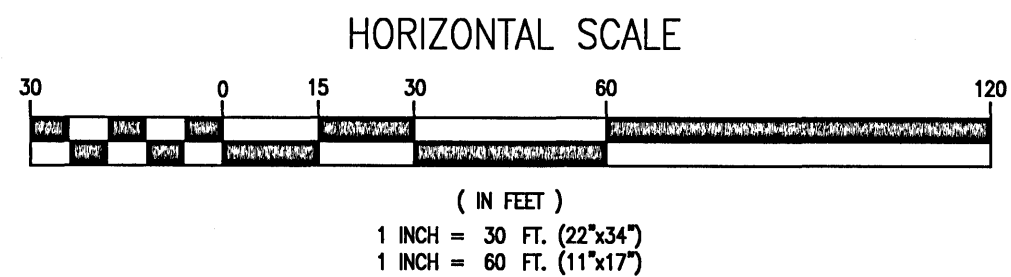 HORIZONTAL SCALE
30 0 15 30 60 120
( IN FEET )
1 INCH = 30 FT. (22"x34")
1 INCH = 60 FT. (11"x17")